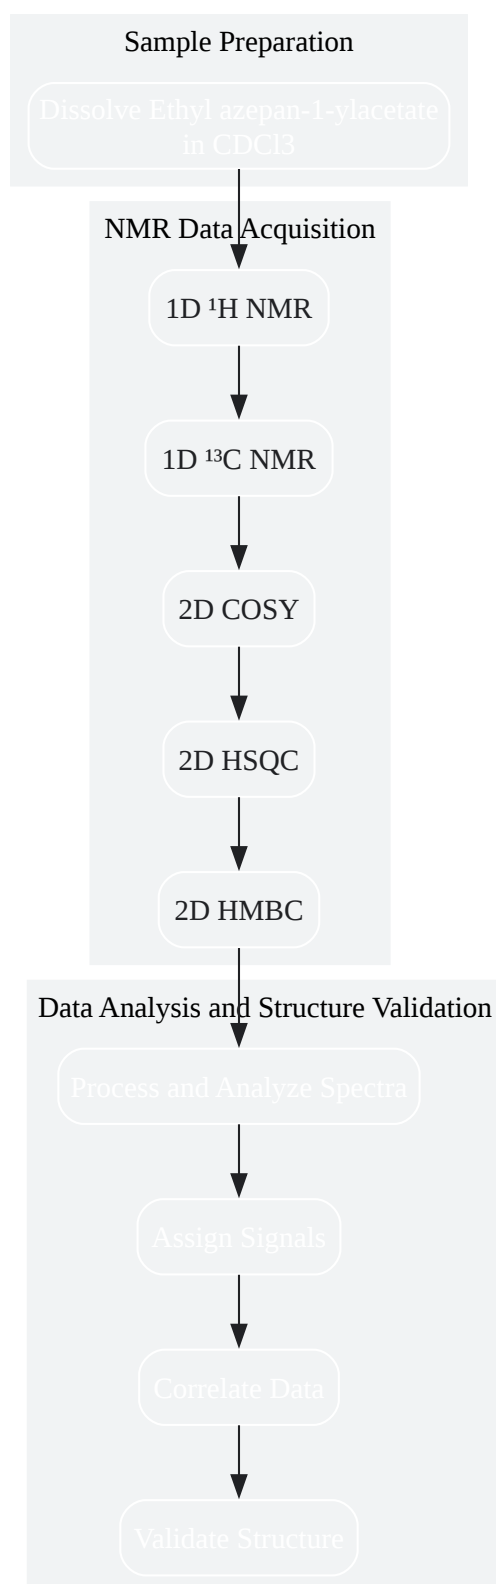 Sample Preparation
Dissolve Ethyl azepan-1-ylacetate
in CDCl3
NMR Data Acquisition
1D ¹H NMR
1D ¹³C NMR
2D COSY
2D HSQC
2D HMBC
Data Analysis and Structure Validation
Process and Analyze Spectra
Assign Signals
Correlate Data
Validate Structure